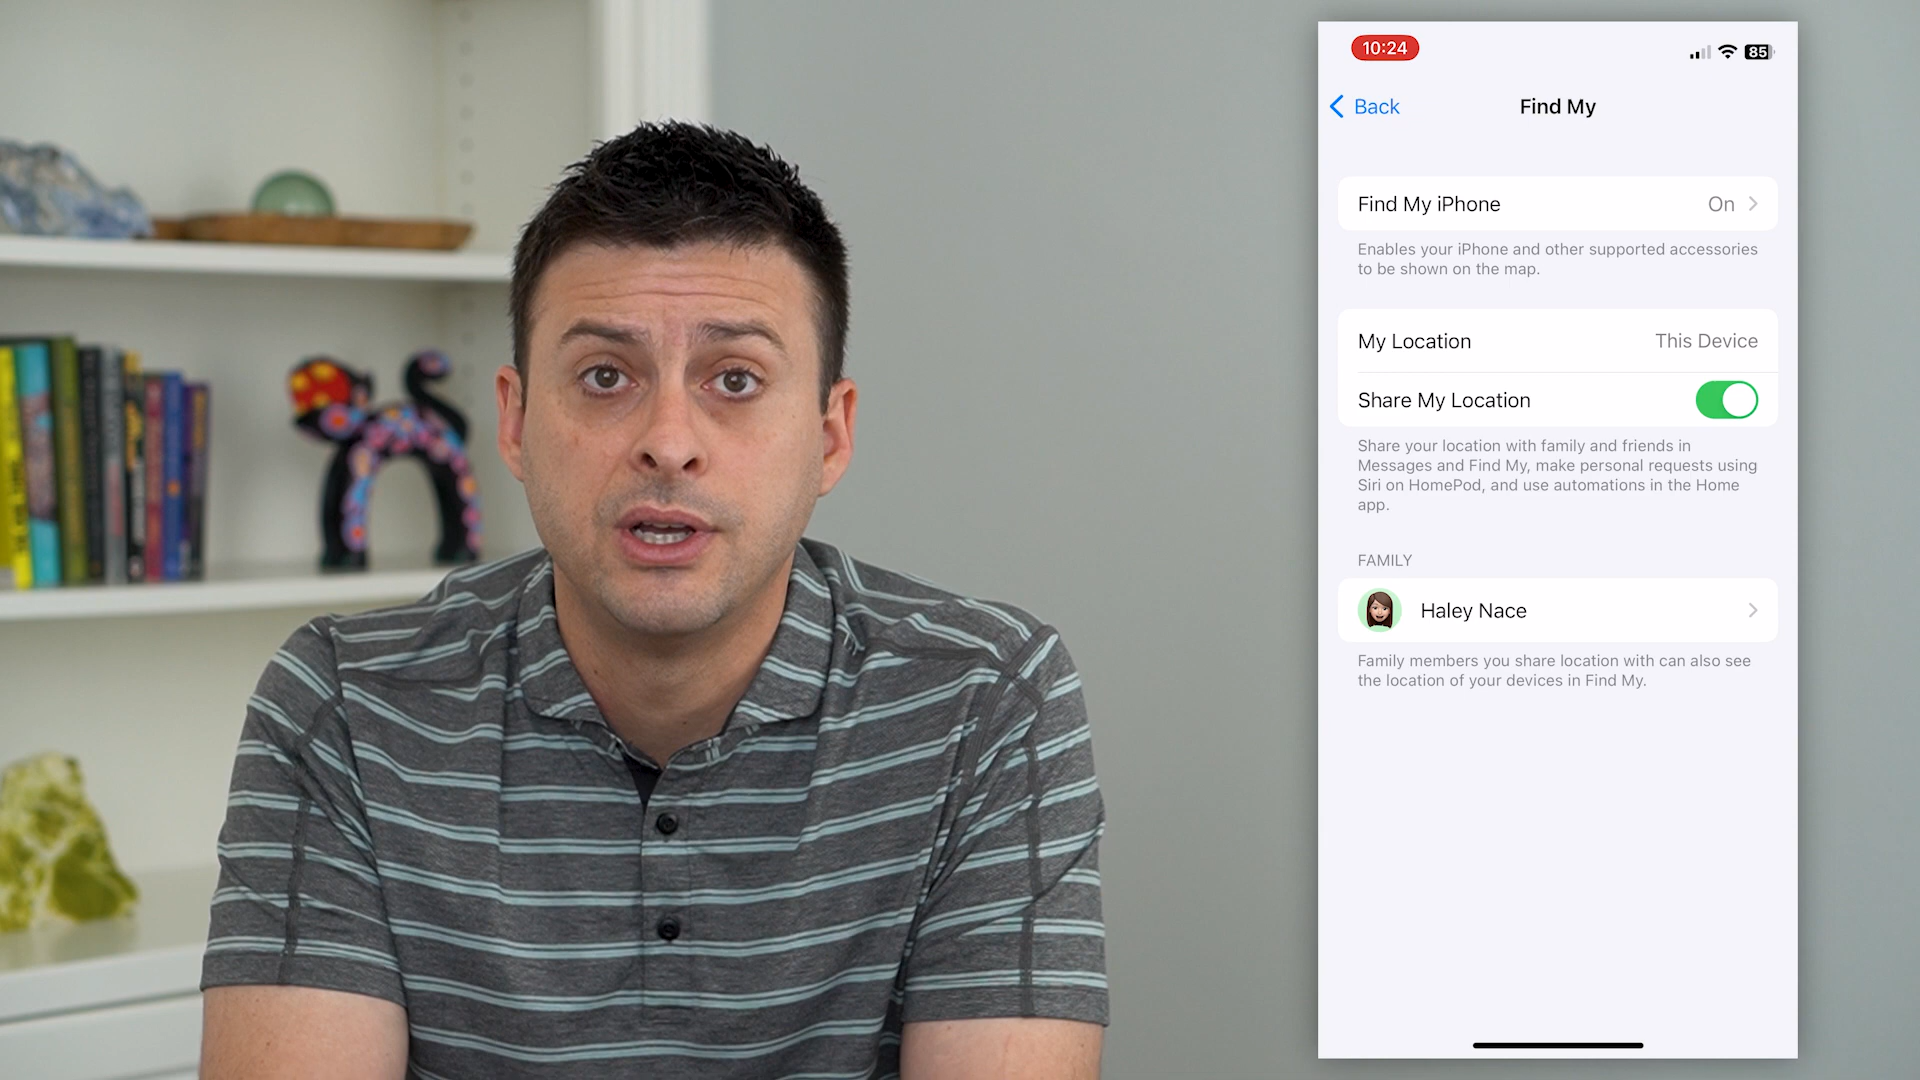 10:24
85
Back
Find My
Find My iPhone
On
Enables your iPhone and other supported accessories
to be shown on the map.
My Location
This Device
Share My Location
Share your location with family and friends in
Messages and Find My, make personal requests using
Siri on HomePod, and use automations in the Home
app.
FAMILY
Haley Nace
Family members you share location with can also see
the location of your devices in Find My.